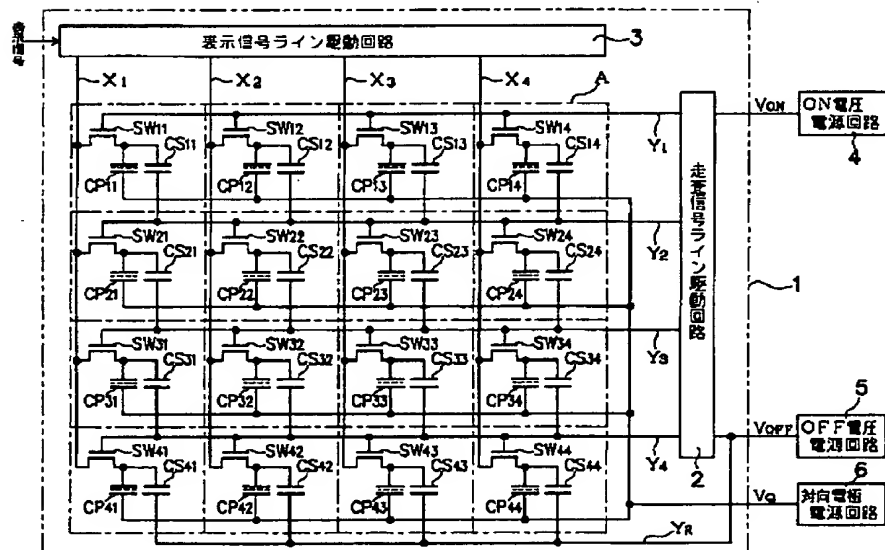 表示信号
表示信号ライン駆動回路
3
X1 X2 X3 X4
A
VON
ON電圧
電源回路
4
SW11 SW12 SW13 SW14
Y1
CS11 CS12 CS13 CS14
CP11 CP12 CP13 CP14
走査信号ライン駆動回路
SW21 SW22 SW23 SW24
Y2
CS21 CS22 CS23 CS24
CP21 CP22 CP23 CP24
1
SW31 SW32 SW33 SW34
Y3
CS31 CS32 CS33 CS34
CP31 CP32 CP33 CP34
5
VOFF
OFF電圧
電源回路
SW41 SW42 SW43 SW44
Y4
2
CS41 CS42 CS43 CS44
CP41 CP42 CP43 CP44
6
対向電極
電源回路
YR